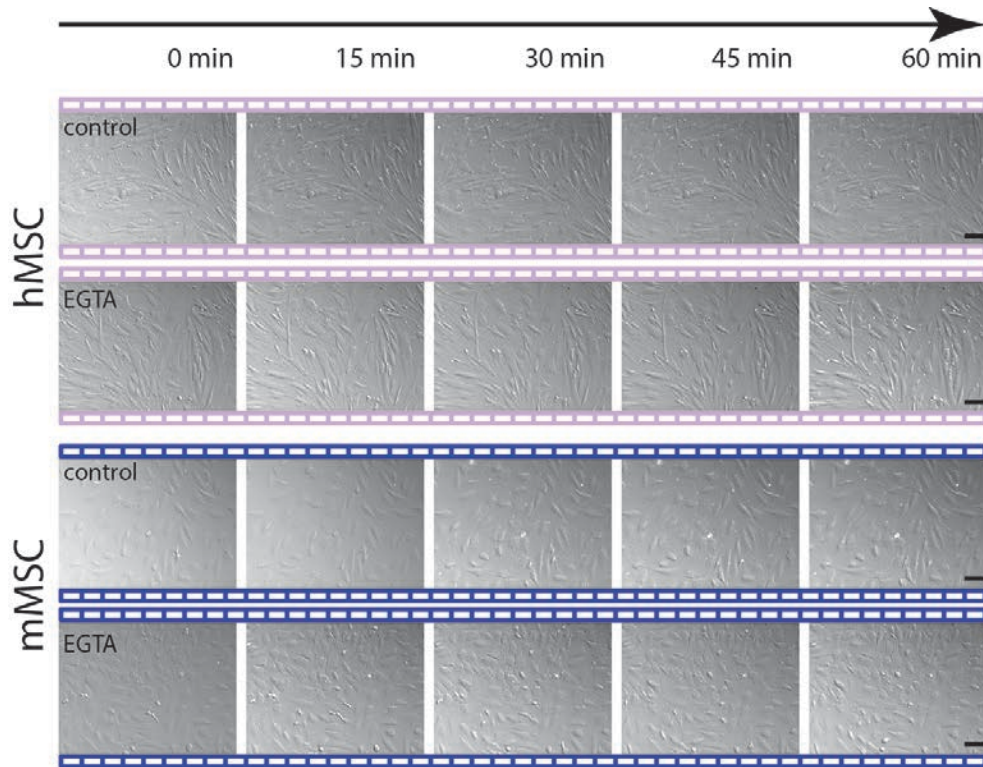 0 min 15 min 30 min 45 min 60 min
hMSC
control
EGTA
mMSC
control
EGTA